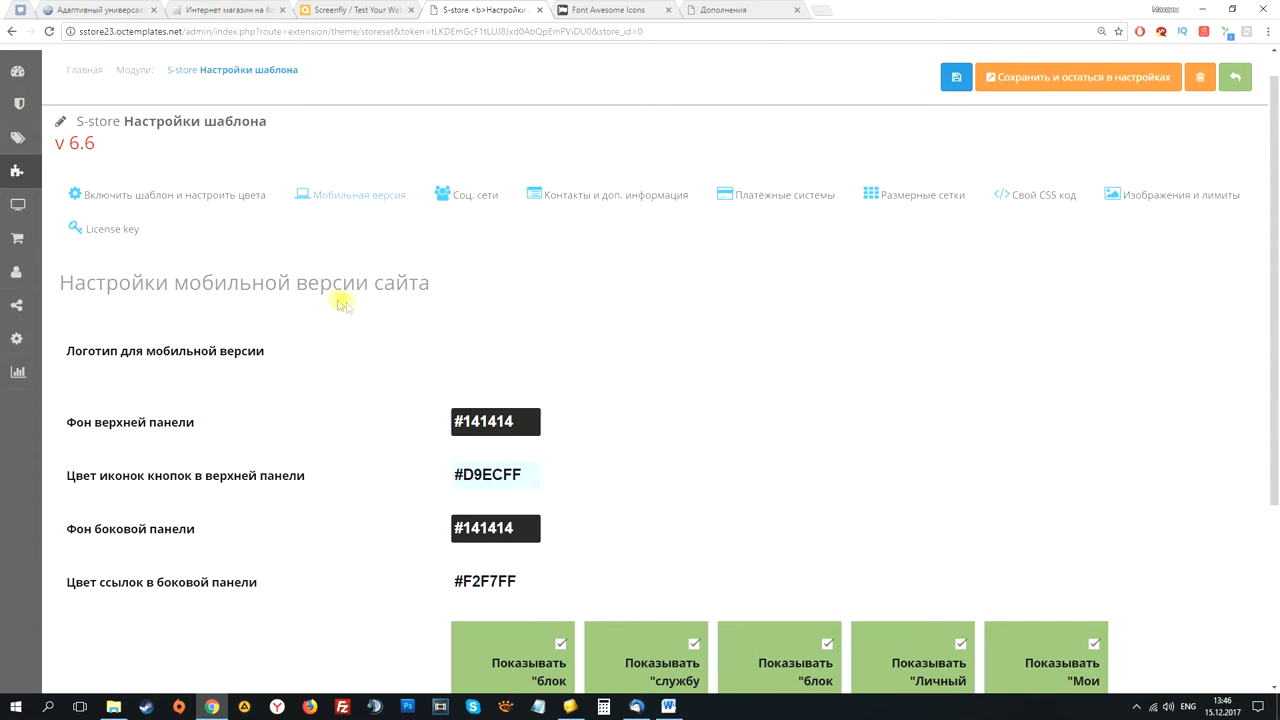 Адаптивный универсаль
Интернет магазин на б
Screenfly / Test Your We
S-store <b>Настройки
Font Awesome Icons
Дополнения
sstore23.octemplates.net/admin/index.php?route=extension/theme/storeset&token=tLKDEmGcF1tLUJ8Jxd0AbQpEinPViDU0&store_id=0
Главная Модули: S-store Настройки шаблона
Сохранить и остаться в настройках
S-store Настройки шаблона
v 6.6
Включить шаблон и настроить цвета Мобильная версия Соц. сети Контакты и доп. информация Платёжные системы Размерные сетки Свой CSS код Изображения и лимиты
License key
Настройки мобильной версии сайта
Логотип для мобильной версии
Фон верхней панели #141414
Цвет иконок кнопок в верхней панели #D9ECFF
Фон боковой панели #141414
Цвет ссылок в боковой панели #F2F7FF
Показывать Показывать Показывать Показывать Показывать
"блок "службу "блок "Личный "Мои
ENG
13:46
15.12.2017